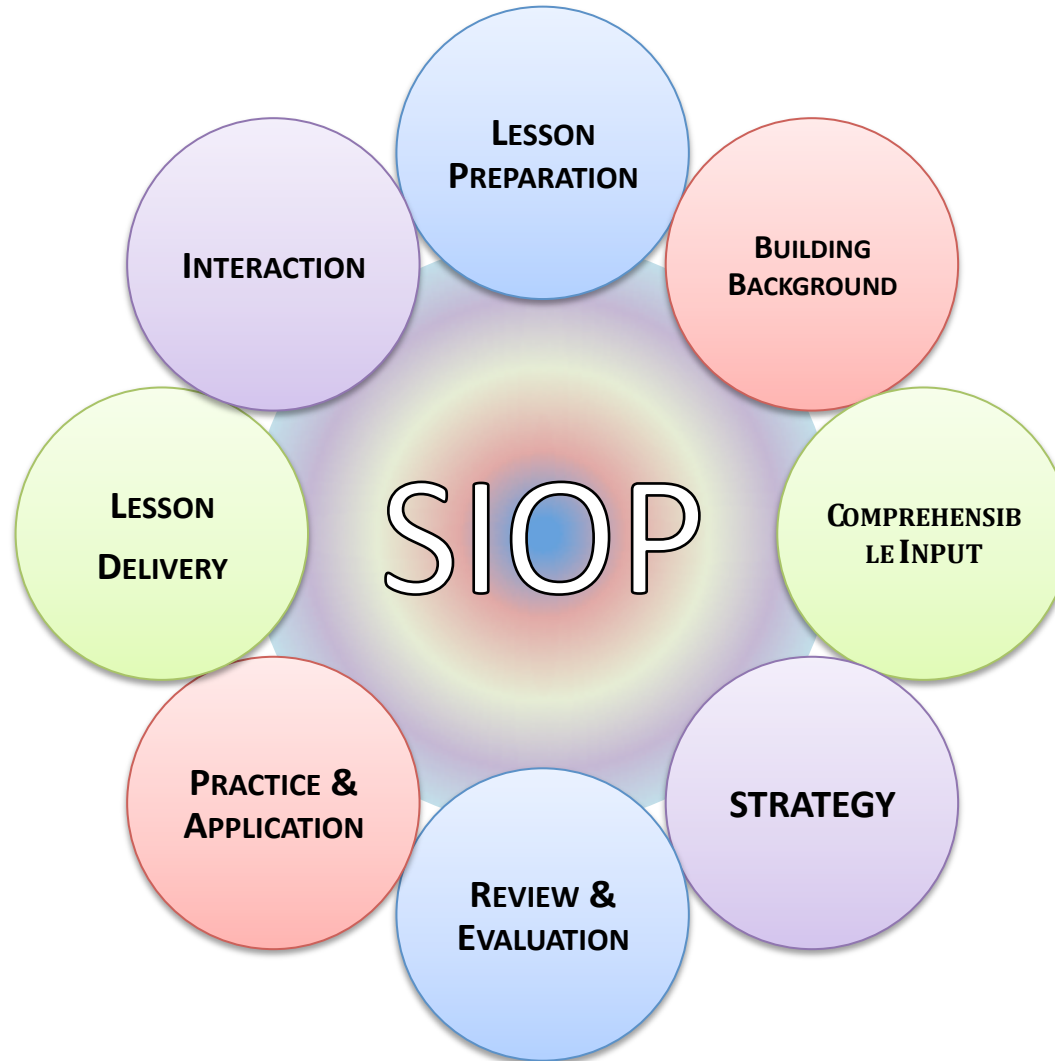 LESSON
PREPARATION
BUILDING
BACKGROUND
COMPREHENSIB
LE INPUT
STRATEGY
REVIEW &
EVALUATION
PRACTICE &
APPLICATION
LESSON
DELIVERY
INTERACTION
SIOP